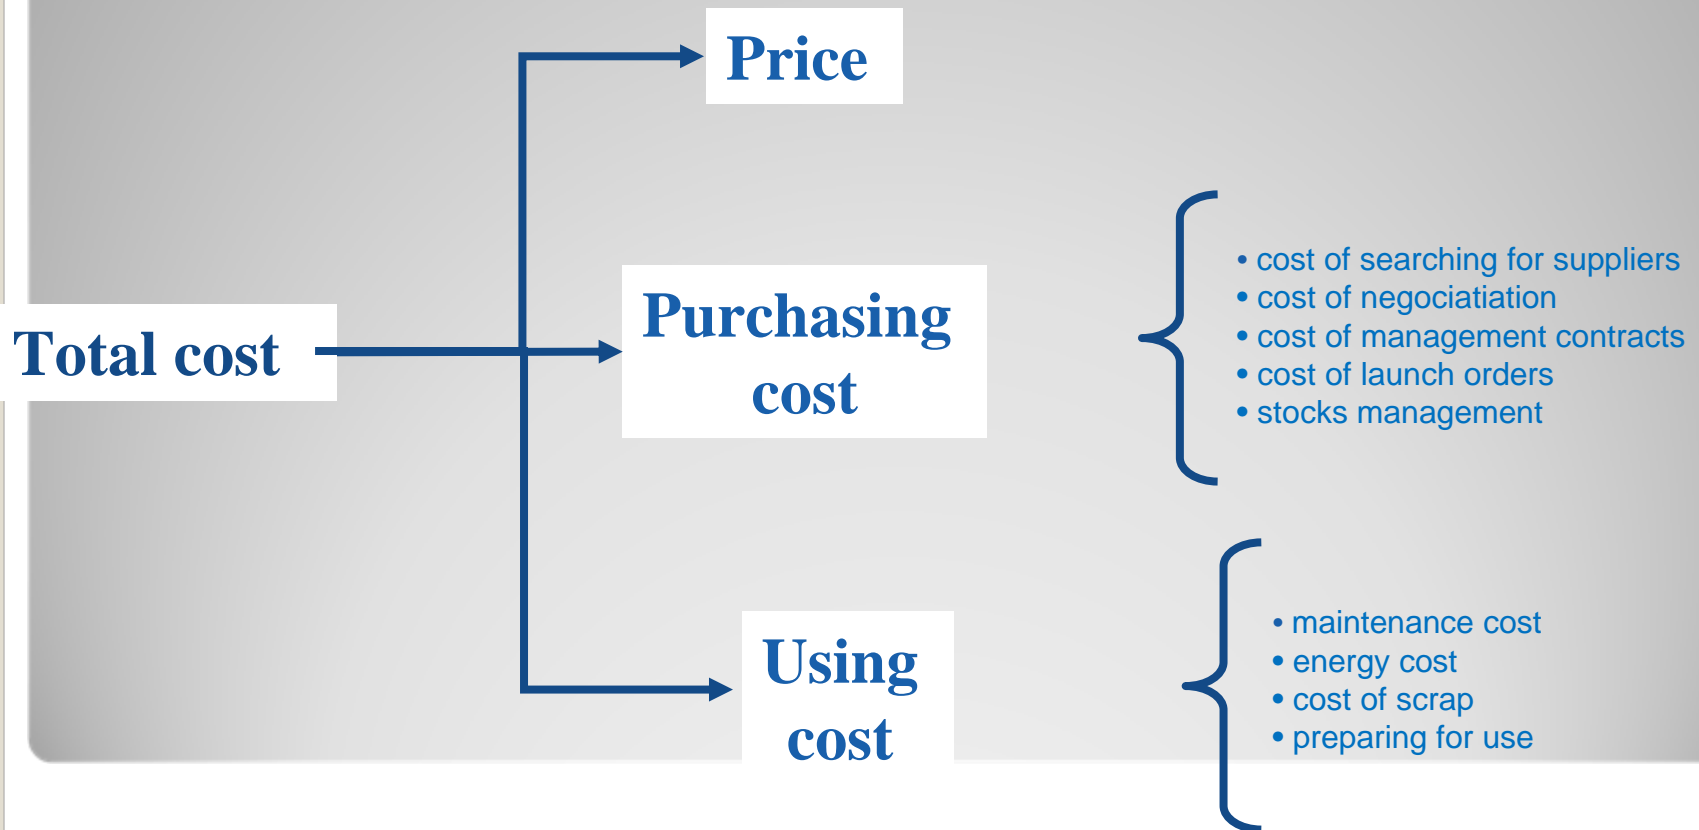 Price
Total cost
Purchasing
cost
• cost of searching for suppliers
• cost of negociatiation
• cost of management contracts
• cost of launch orders
• stocks management
Using
cost
• maintenance cost
• energy cost
• cost of scrap
• preparing for use